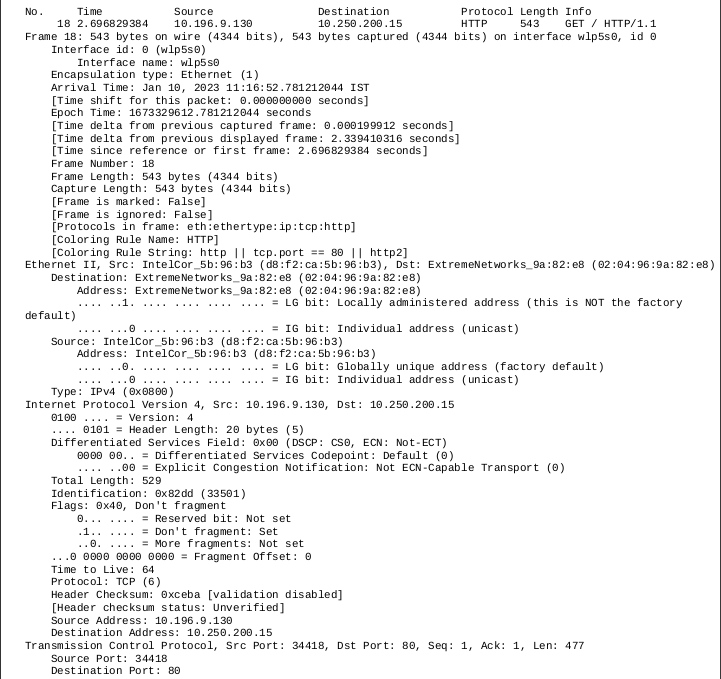 No. Time Source Destination Protocol Length Info
18 2.696829384 10.196.9.130 10.250.200.15 HTTP 543 GET / HTTP/1.1
Frame 18: 543 bytes on wire (4344 bits), 543 bytes captured (4344 bits) on interface wlp5s0, id 0
Interface id: 0 (wlp5s0)
Interface name: wlp5s0
Encapsulation type: Ethernet (1)
Arrival Time: Jan 10, 2023 11:16:52.781212044 IST
[Time shift for this packet: 0.000000000 seconds]
Epoch Time: 1673329612.781212044 seconds
[Time delta from previous captured frame: 0.000199912 seconds]
[Time delta from previous displayed frame: 2.339410316 seconds]
[Time since reference or first frame: 2.696829384 seconds]
Frame Number: 18
Frame Length: 543 bytes (4344 bits)
Capture Length: 543 bytes (4344 bits)
[Frame is marked: False]
[Frame is ignored: False]
[Protocols in frame: eth:ethertype:ip:tcp:http]
[Coloring Rule Name: HTTP]
[Coloring Rule String: http || tcp.port == 80 || http2]
Ethernet II, Src: IntelCor_5b:96:b3 (d8:f2:ca:5b:96:b3), Dst: ExtremeNetworks_9a:82:e8 (02:04:96:9a:82:e8)
Destination: ExtremeNetworks_9a:82:e8 (02:04:96:9a:82:e8)
Address: ExtremeNetworks_9a:82:e8 (02:04:96:9a:82:e8)
.... ..1. .... .... .... .... = LG bit: Locally administered address (this is NOT the factory
default)
.... ...0 .... .... .... .... = IG bit: Individual address (unicast)
Source: IntelCor_5b:96:b3 (d8:f2:ca:5b:96:b3)
Address: IntelCor_5b:96:b3 (d8:f2:ca:5b:96:b3)
.... ..0. .... .... .... .... = LG bit: Globally unique address (factory default)
.... ...0 .... .... .... .... = IG bit: Individual address (unicast)
Type: IPv4 (0x0800)
Internet Protocol Version 4, Src: 10.196.9.130, Dst: 10.250.200.15
0100 .... = Version: 4
.... 0101 = Header Length: 20 bytes (5)
Differentiated Services Field: 0x00 (DSCP: CS0, ECN: Not-ECT)
0000 00.. = Differentiated Services Codepoint: Default (0)
.... ..00 = Explicit Congestion Notification: Not ECN-Capable Transport (0)
Total Length: 529
Identification: 0x82dd (33501)
Flags: 0x40, Don't fragment
0... .... = Reserved bit: Not set
.1.. .... = Don't fragment: Set
..0. .... = More fragments: Not set
...0 0000 0000 0000 = Fragment Offset: 0
Time to Live: 64
Protocol: TCP (6)
Header Checksum: 0xceba [validation disabled]
[Header checksum status: Unverified]
Source Address: 10.196.9.130
Destination Address: 10.250.200.15
Transmission Control Protocol, Src Port: 34418, Dst Port: 80, Seq: 1, Ack: 1, Len: 477
Source Port: 34418
Destination Port: 80